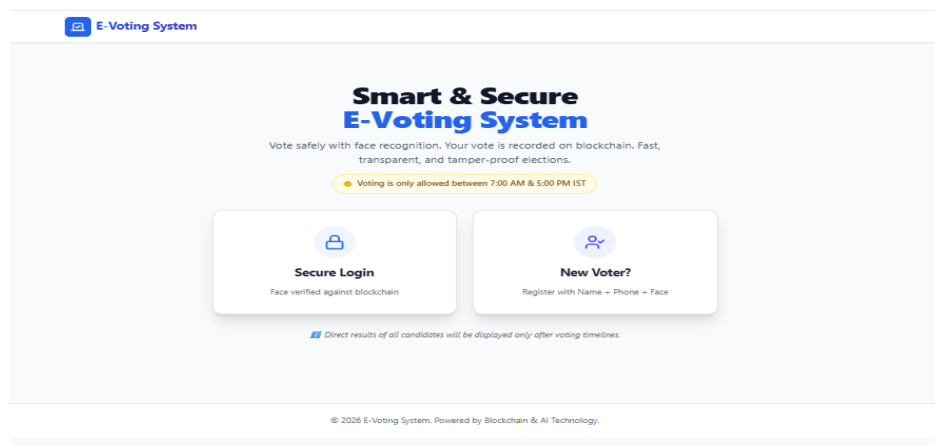 E-Voting System
Smart & Secure
E-Voting System
Vote safely with face recognition. Your vote is recorded on blockchain. Fast,
transparent, and tamper-proof elections.
Voting is only allowed between 7:00 AM & 5:00 PM IST
Secure Login
Face verified against blockchain
New Voter?
Register with Name + Phone + Face
Direct results of all candidates will be displayed only after voting timelines.
© 2026 E-Voting System. Powered by Blockchain & AI Technology.